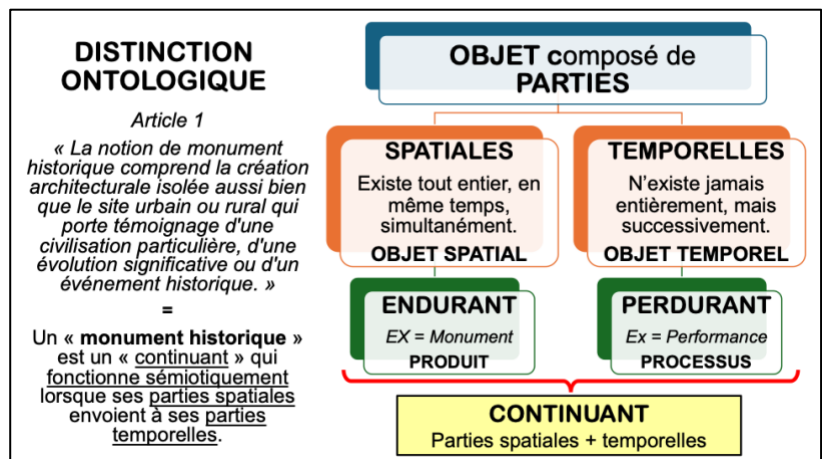 DISTINCTION
ONTOLOGIQUE
Article 1
« La notion de monument
historique comprend la création
architecturale isolée aussi bien
que le site urbain ou rural qui
porte témoignage d'une
civilisation particulière, d'une
évolution significative ou d'un
événement historique. »
=
Un « monument historique »
est un « continuant » qui
fonctionne sémiotiquement
lorsque ses parties spatiales
envoient à ses parties
temporelles.
OBJET composé de
PARTIES
SPATIALES
Existe tout entier, en
même temps,
simultanément.
OBJET SPATIAL
TEMPORELLES
N'existe jamais
entièrement, mais
successivement.
OBJET TEMPOREL
ENDURANT
EX = Monument
PRODUIT
PERDURANT
Ex = Performance
PROCESSUS
CONTINUANT
Parties spatiales + temporelles